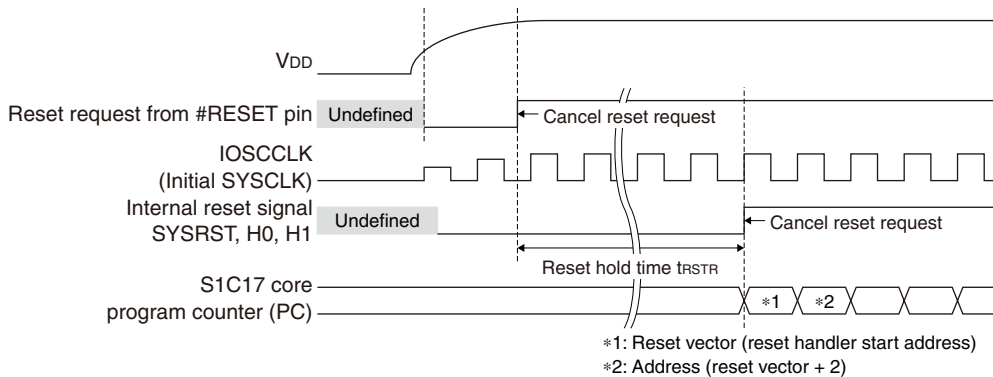 VDD
Reset request from #RESET pin
Undefined
Cancel reset request
IOSCCLK
(Initial SYSCLK)
Internal reset signal
SYSRST, H0, H1
Undefined
Cancel reset request
Reset hold time tRSTR
S1C17 core
program counter (PC)
*1
*2
*1: Reset vector (reset handler start address)
*2: Address (reset vector + 2)